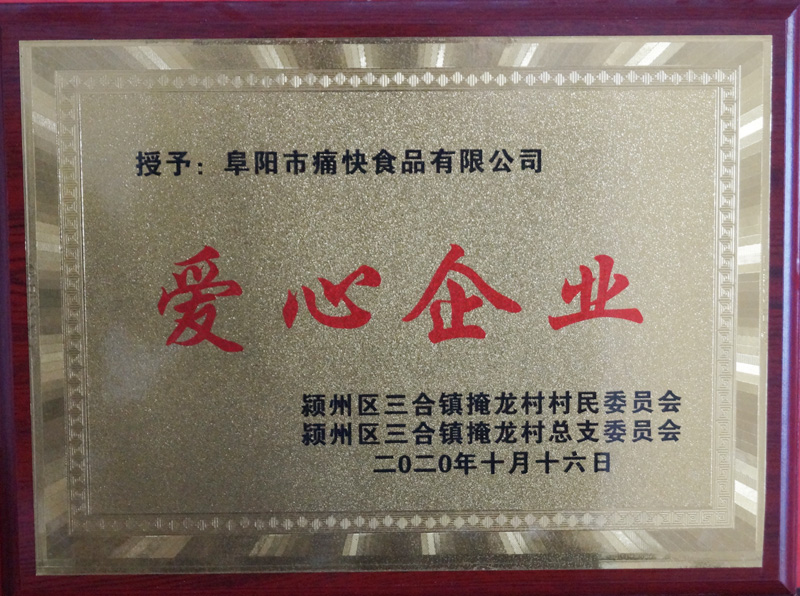 授予：阜阳市痛快食品有限公司
爱心企业
颍州区三合镇掩龙村村民委员会
颍州区三合镇掩龙村总支委员会
二0二0年十月十六日